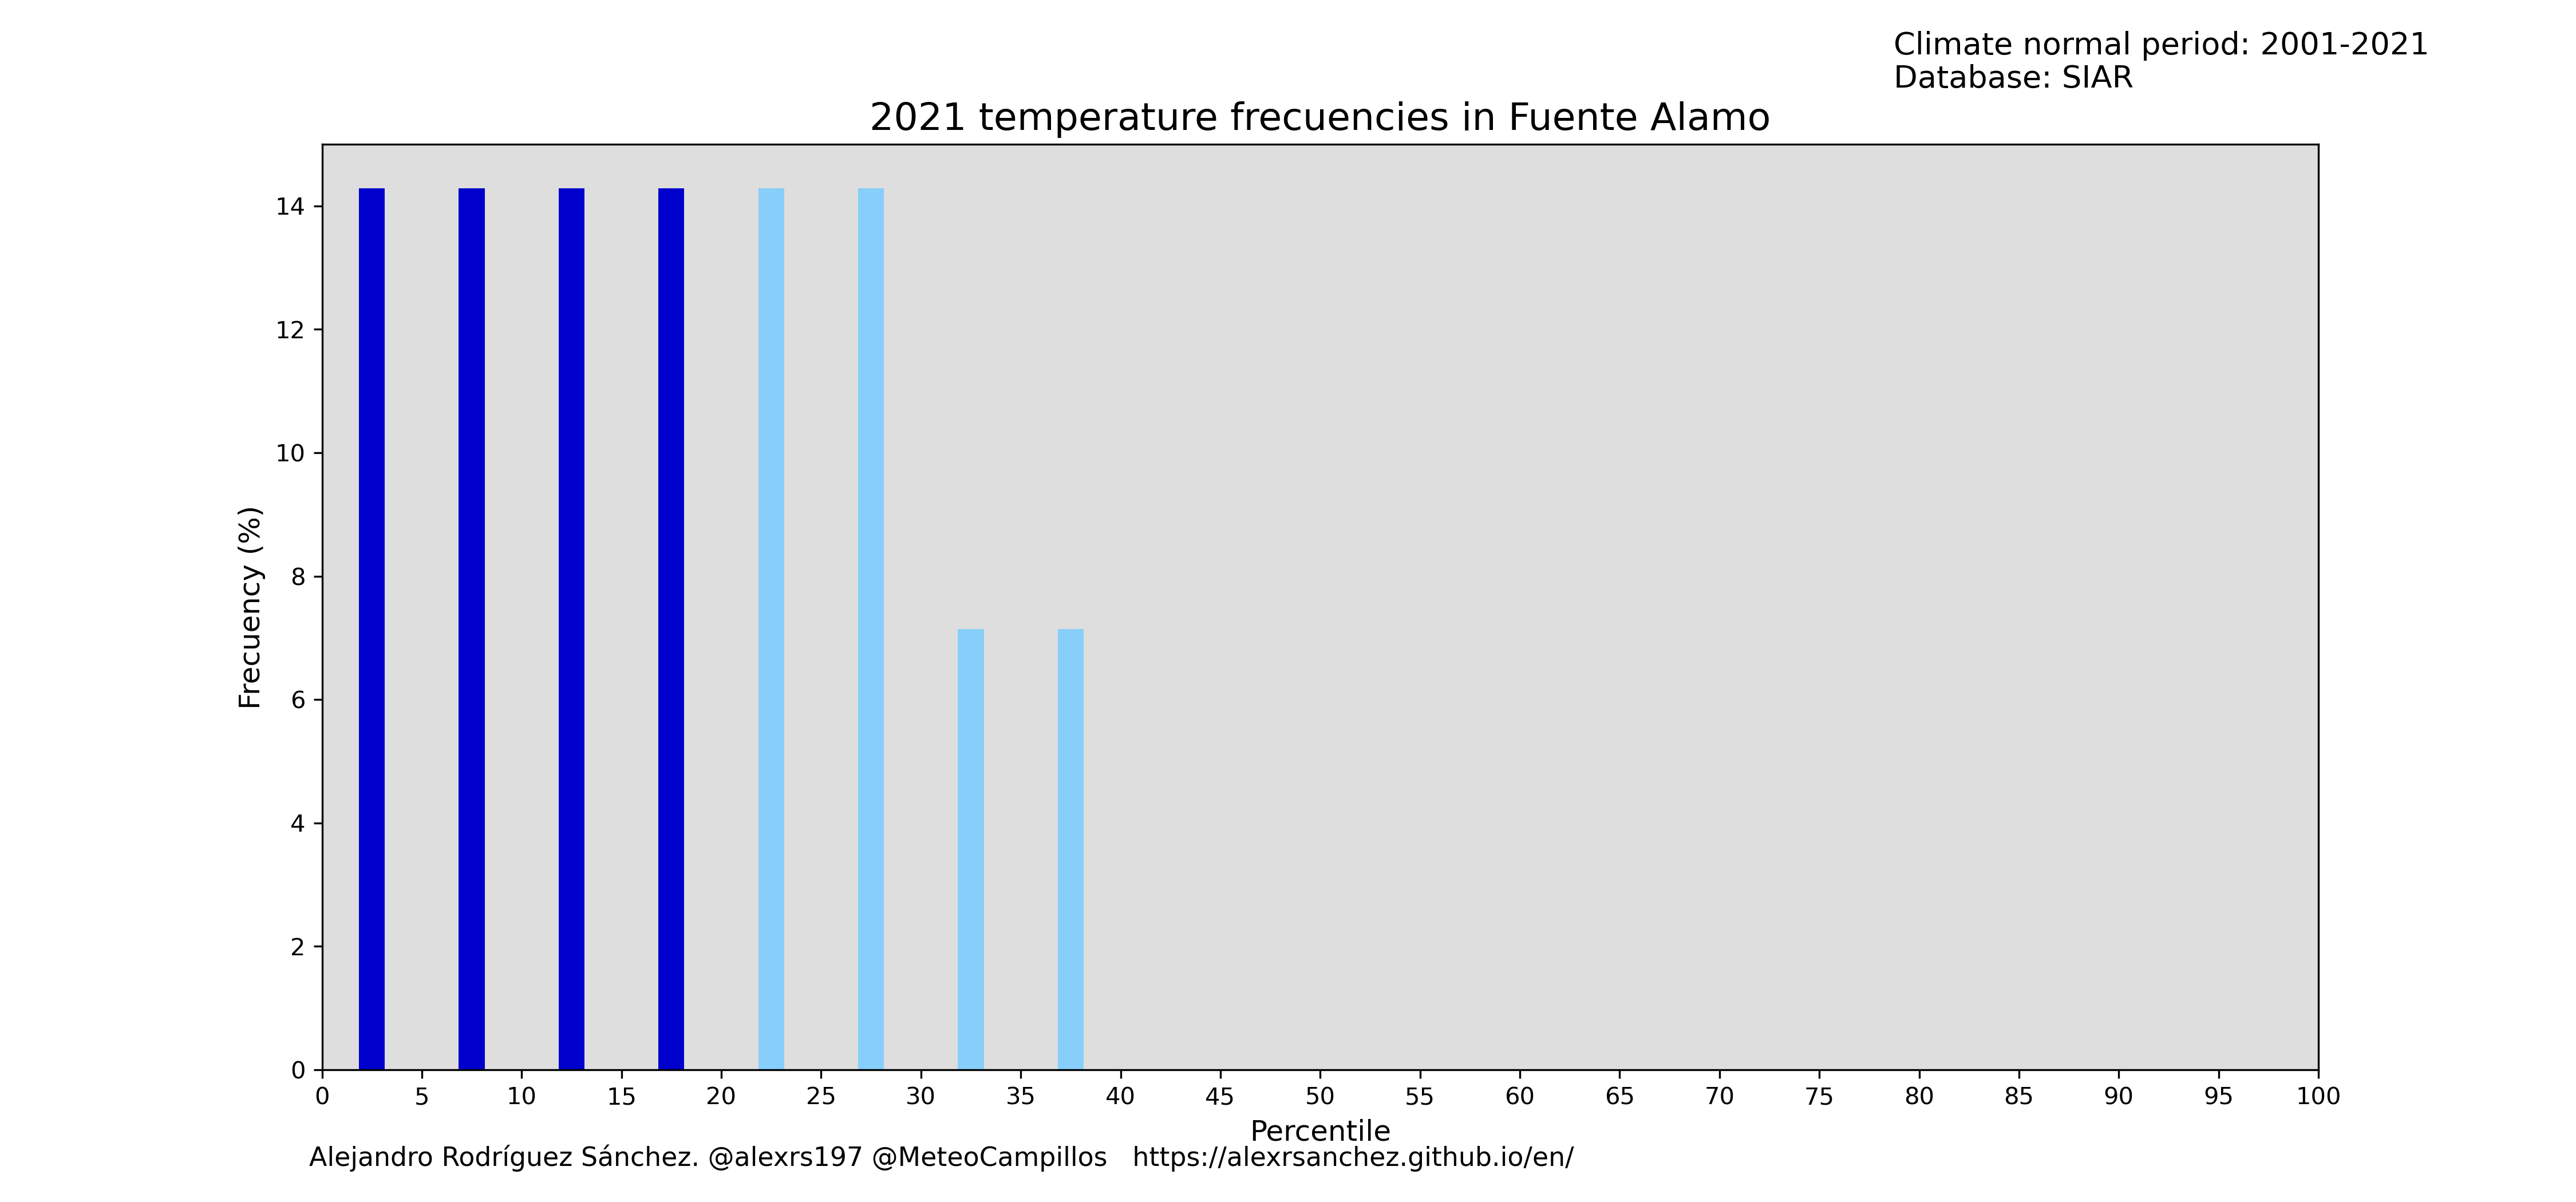 Climate normal period: 2001-2021
Database: SIAR
2021 temperature frecuencies in Fuente Alamo
Frecuency (%)
14
12
10
8
6
4
2
0
0 5 10 15 20 25 30 35 40 45 50 55 60 65 70 75 80 85 90 95 100
Percentile
Alejandro Rodríguez Sánchez. @alexrs197 @MeteoCampillos https://alexrsanchez.github.io/en/